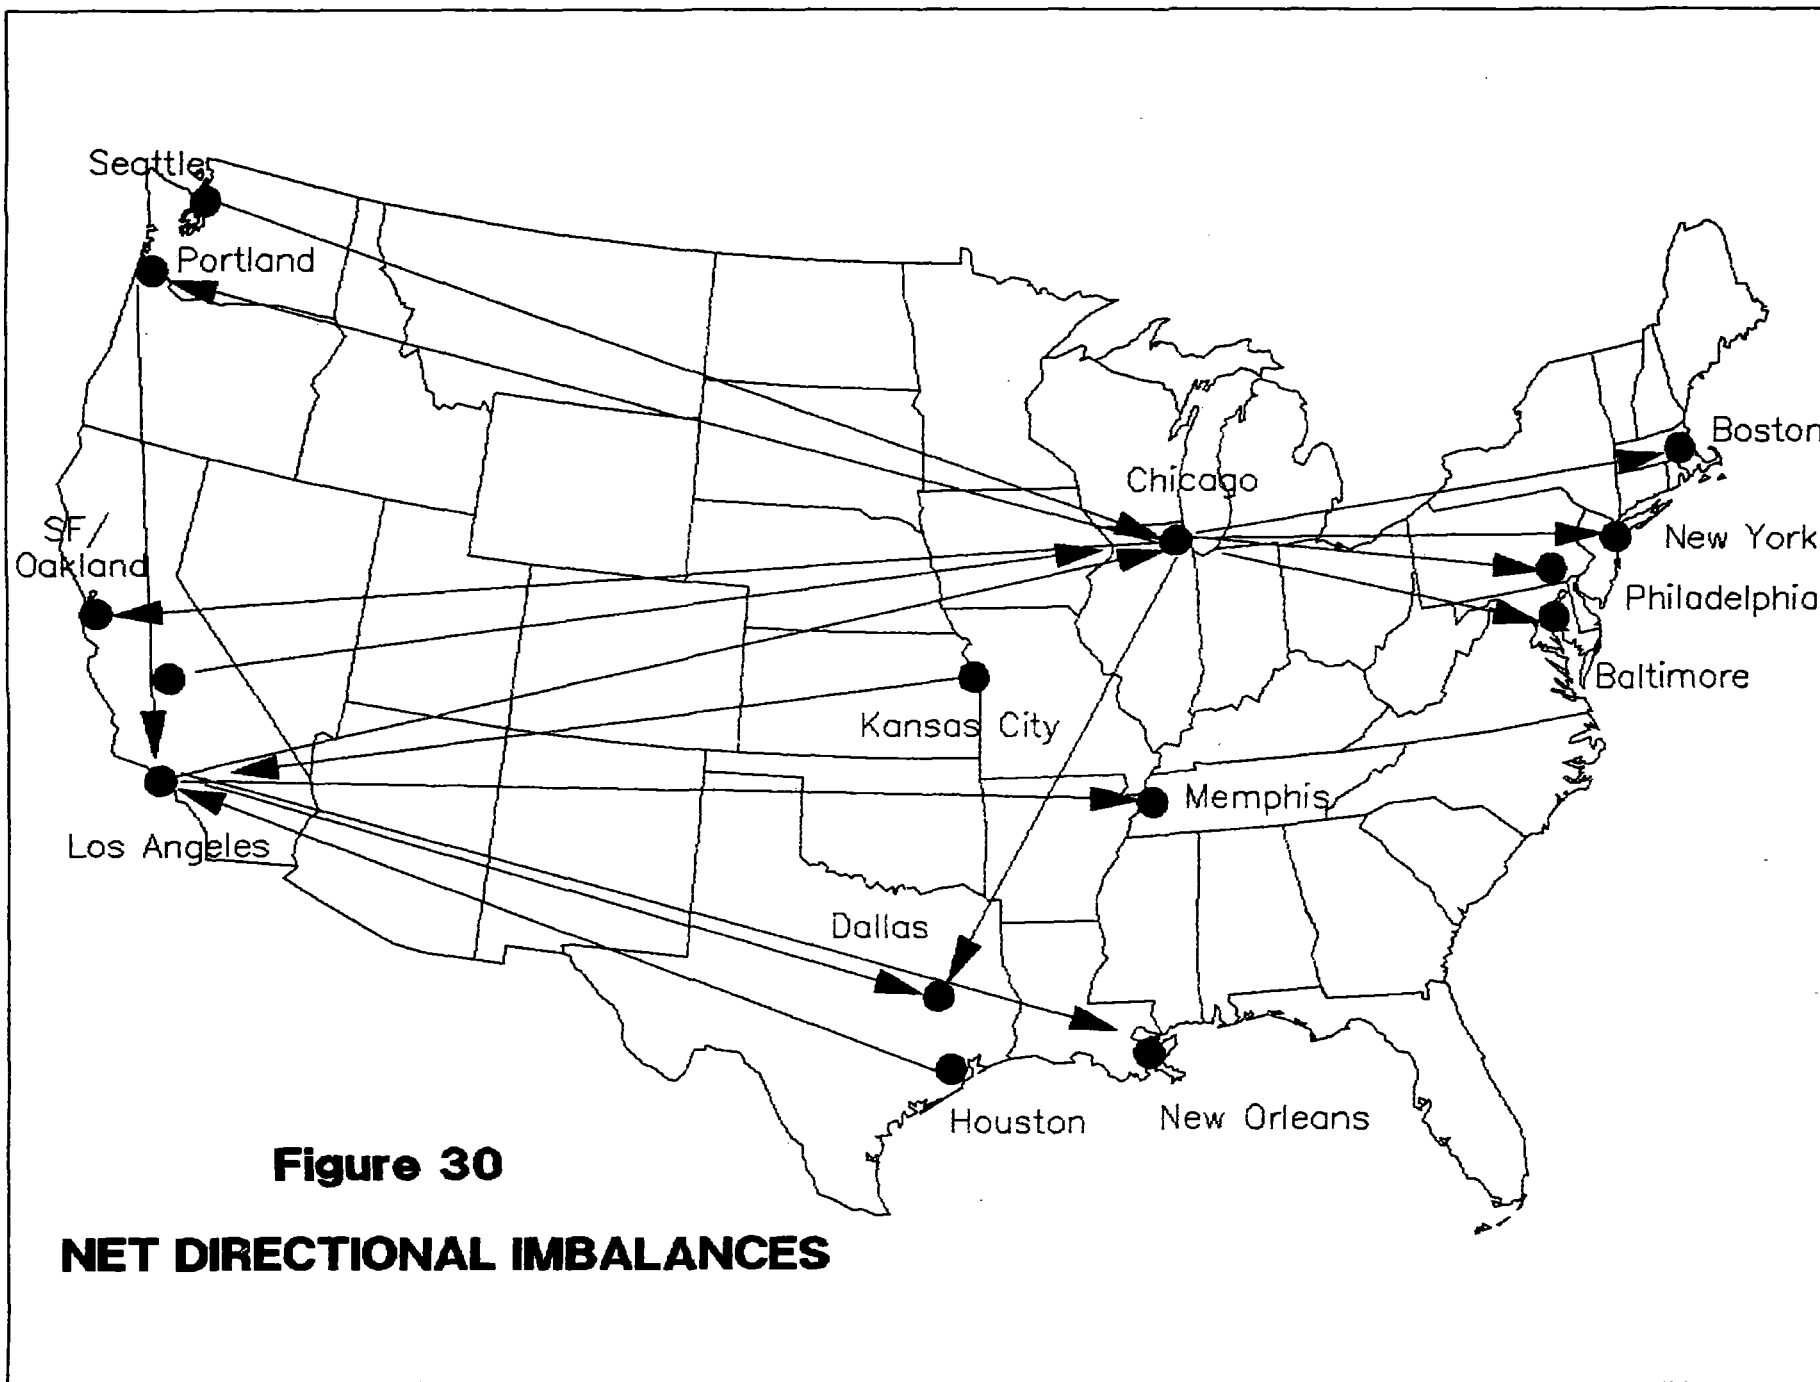 Seattle
Portland
Boston
Chicago
SF/
Oakland
New York
Philadelphia
Baltimore
Kansas City
Memphis
Los Angeles
Dallas
Houston
New Orleans
Figure 30
NET DIRECTIONAL IMBALANCES